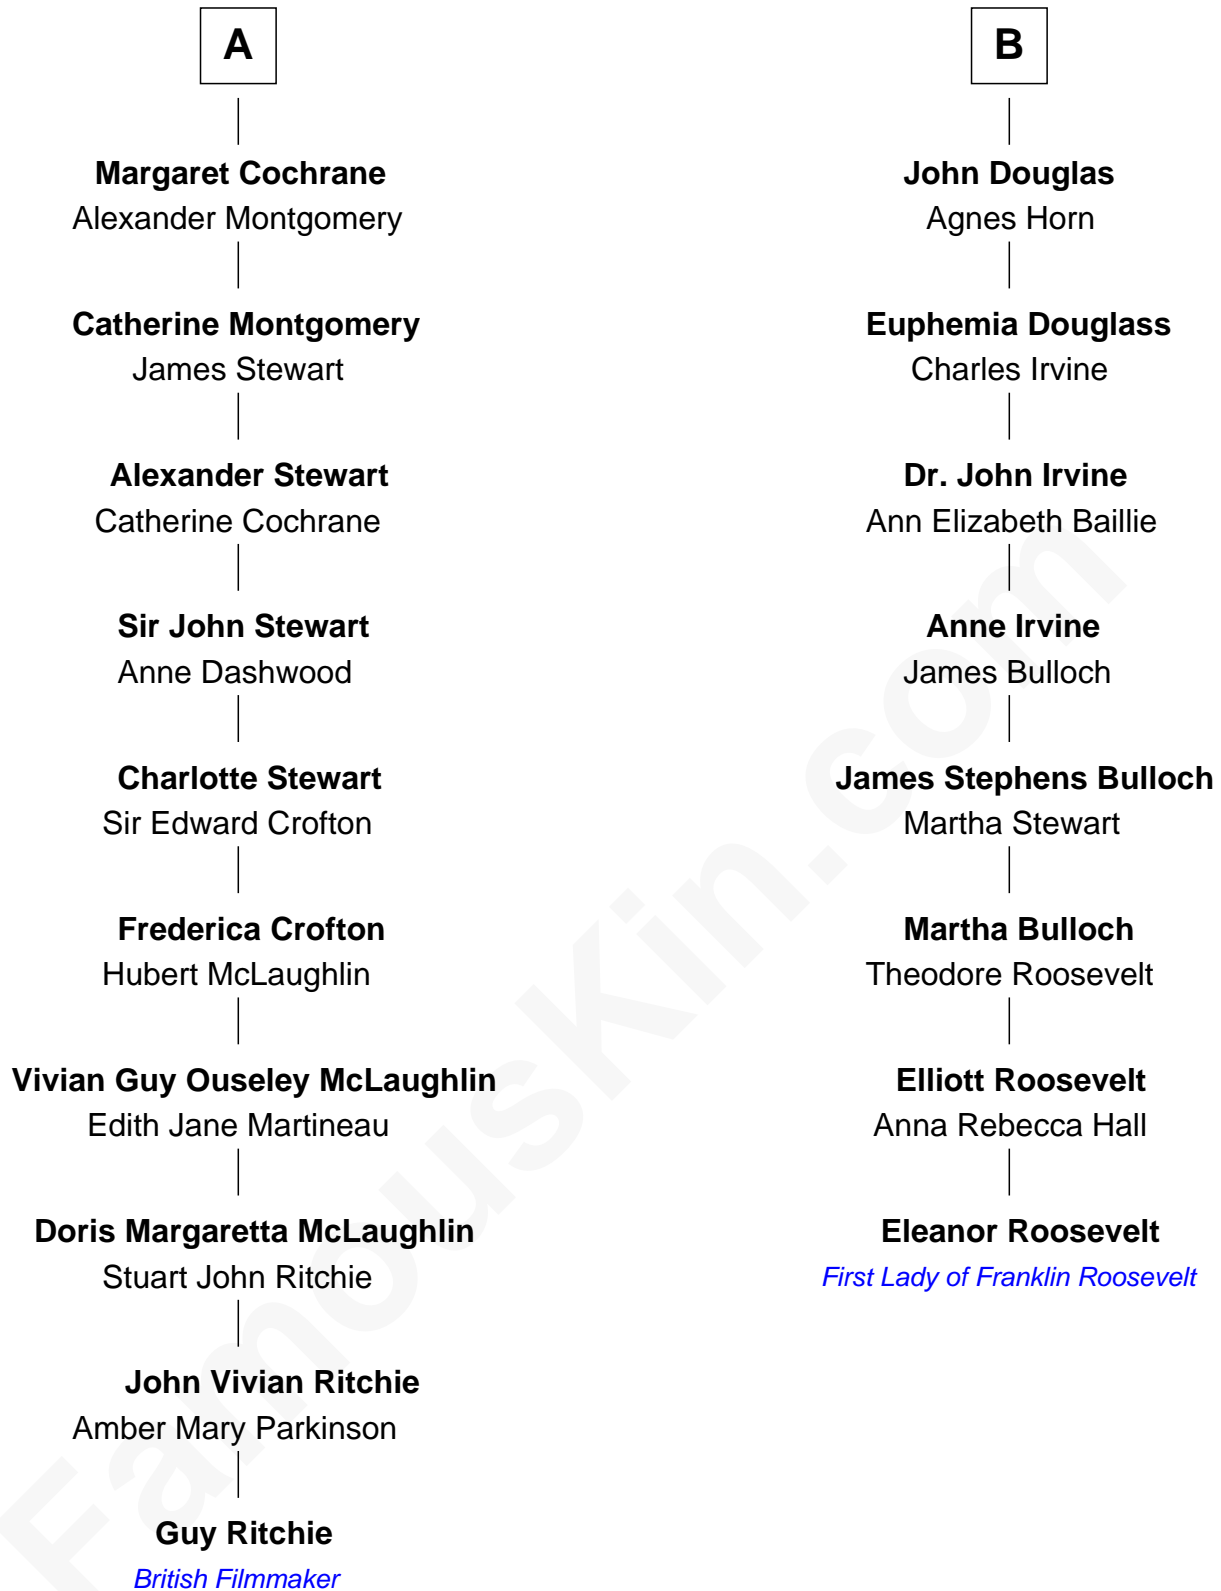 A
Margaret Cochrane
Alexander Montgomery
Catherine Montgomery
James Stewart
Alexander Stewart
Catherine Cochrane
Sir John Stewart
Anne Dashwood
Charlotte Stewart
Sir Edward Crofton
Frederica Crofton
Hubert McLaughlin
Vivian Guy Ouseley McLaughlin
Edith Jane Martineau
Doris Margaretta McLaughlin
Stuart John Ritchie
John Vivian Ritchie
Amber Mary Parkinson
Guy Ritchie
British Filmmaker
B
John Douglas
Agnes Horn
Euphemia Douglass
Charles Irvine
Dr. John Irvine
Ann Elizabeth Baillie
Anne Irvine
James Bulloch
James Stephens Bulloch
Martha Stewart
Martha Bulloch
Theodore Roosevelt
Elliott Roosevelt
Anna Rebecca Hall
Eleanor Roosevelt
First Lady of Franklin Roosevelt
FamousKin.com